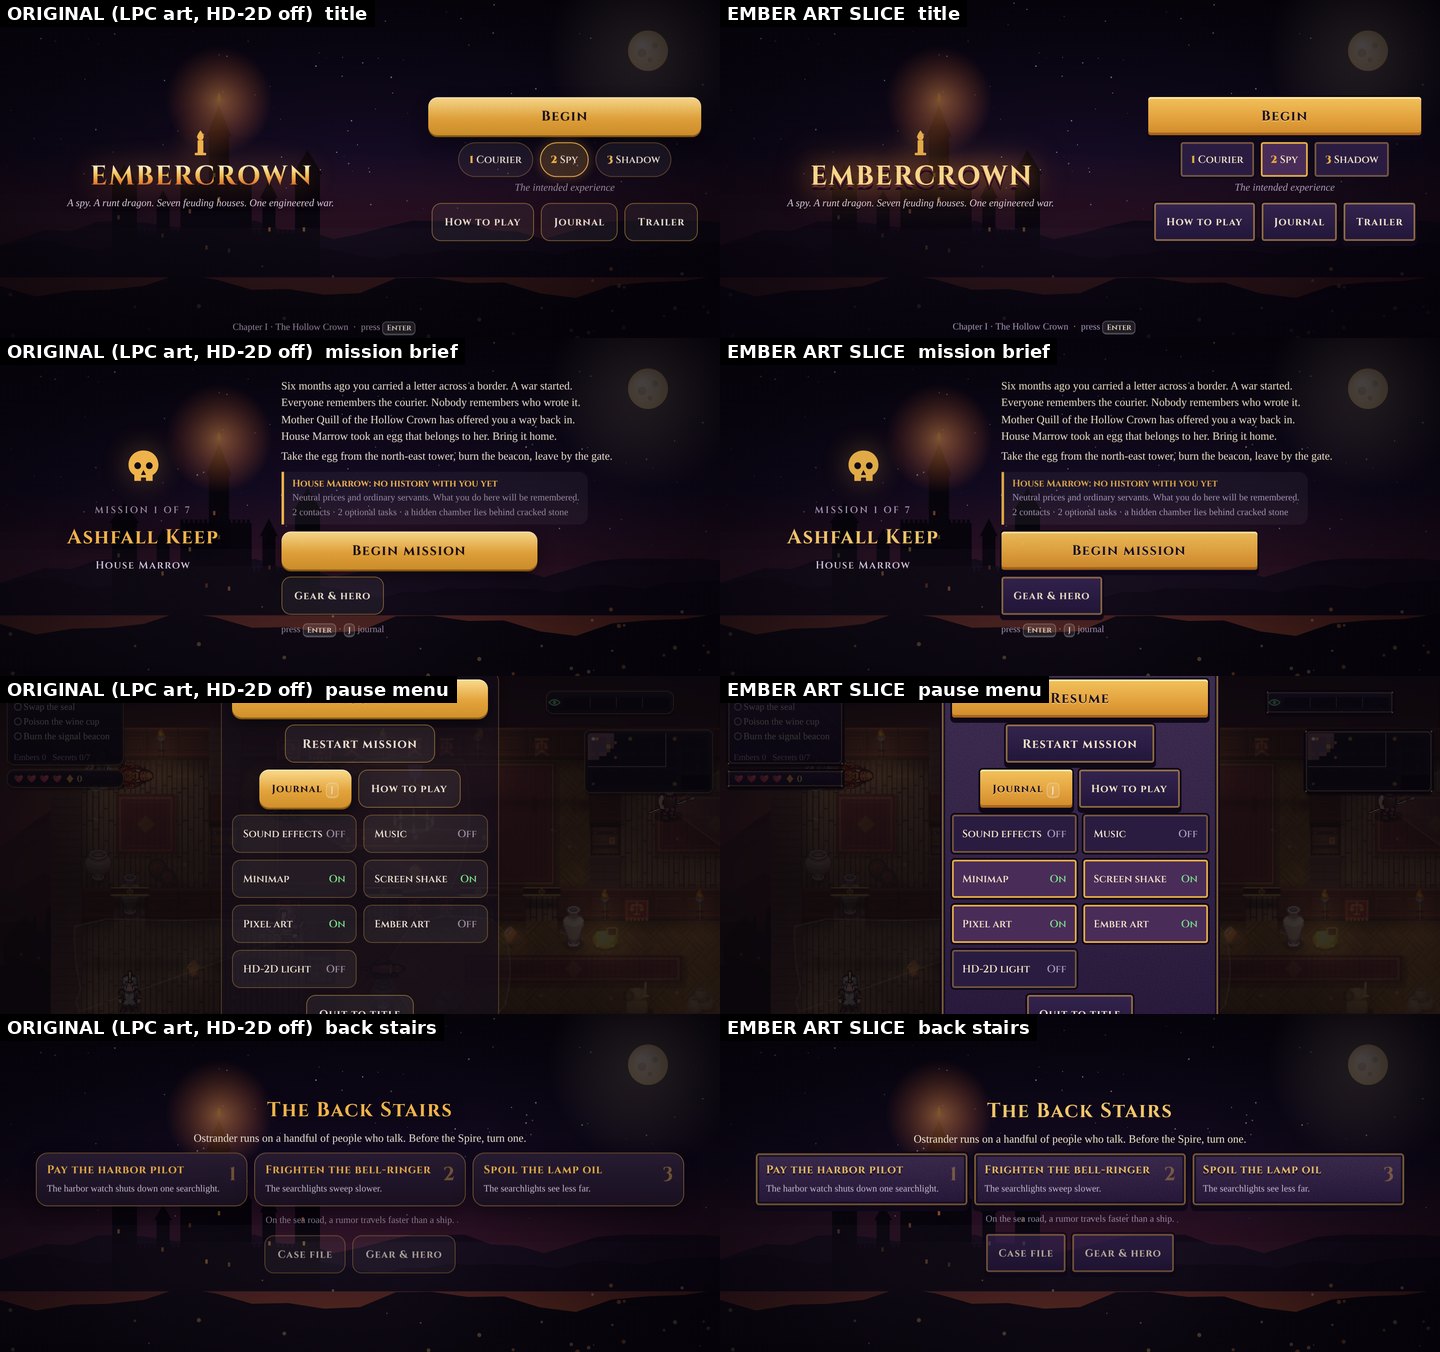 ORIGINAL (LPC art, HD-2D off)  title
BEGIN
EMBERCROWN
A spy. A runt dragon. Seven feuding houses. One engineered war.
1 COURIER
2 SPY
3 SHADOW
The intended experience
HOW TO PLAY
JOURNAL
TRAILER
Chapter I · The Hollow Crown · press ENTER
EMBER ART SLICE  title
BEGIN
EMBERCROWN
A spy. A runt dragon. Seven feuding houses. One engineered war.
1 COURIER
2 SPY
3 SHADOW
The intended experience
HOW TO PLAY
JOURNAL
TRAILER
Chapter I · The Hollow Crown · press ENTER
ORIGINAL (LPC art, HD-2D off)  mission brief
MISSION 1 OF 7
ASHFALL KEEP
HOUSE MARROW
Six months ago you carried a letter across a border. A war started.
Everyone remembers the courier. Nobody remembers who wrote it.
Mother Quill of the Hollow Crown has offered you a way back in.
House Marrow took an egg that belongs to her. Bring it home.
Take the egg from the north-east tower, burn the beacon, leave by the gate.
HOUSE MARROW: NO HISTORY WITH YOU YET
Neutral prices and ordinary servants. What you do here will be remembered.
2 contacts · 2 optional tasks · a hidden chamber lies behind cracked stone
BEGIN MISSION
GEAR & HERO
press ENTER · J journal
EMBER ART SLICE  mission brief
MISSION 1 OF 7
ASHFALL KEEP
HOUSE MARROW
Six months ago you carried a letter across a border. A war started.
Everyone remembers the courier. Nobody remembers who wrote it.
Mother Quill of the Hollow Crown has offered you a way back in.
House Marrow took an egg that belongs to her. Bring it home.
Take the egg from the north-east tower, burn the beacon, leave by the gate.
HOUSE MARROW: NO HISTORY WITH YOU YET
Neutral prices and ordinary servants. What you do here will be remembered.
2 contacts · 2 optional tasks · a hidden chamber lies behind cracked stone
BEGIN MISSION
GEAR & HERO
press ENTER · J journal
ORIGINAL (LPC art, HD-2D off)  pause menu
Swap the seal
Poison the wine cup
Burn the signal beacon
Embers 0  Secrets 0/7
0
RESTART MISSION
JOURNAL J
HOW TO PLAY
SOUND EFFECTS OFF
MUSIC OFF
MINIMAP ON
SCREEN SHAKE ON
PIXEL ART ON
EMBER ART OFF
HD-2D LIGHT OFF
QUIT TO TITLE
EMBER ART SLICE  pause menu
Swap the seal
Poison the wine cup
Burn the signal beacon
Embers 0  Secrets 0/7
0
RESUME
RESTART MISSION
JOURNAL J
HOW TO PLAY
SOUND EFFECTS OFF
MUSIC OFF
MINIMAP ON
SCREEN SHAKE ON
PIXEL ART ON
EMBER ART ON
HD-2D LIGHT OFF
QUIT TO TITLE
ORIGINAL (LPC art, HD-2D off)  back stairs
THE BACK STAIRS
Ostrander runs on a handful of people who talk. Before the Spire, turn one.
PAY THE HARBOR PILOT 1
The harbor watch shuts down one searchlight.
FRIGHTEN THE BELL-RINGER 2
The searchlights sweep slower.
SPOIL THE LAMP OIL 3
The searchlights see less far.
On the sea road, a rumor travels faster than a ship.
CASE FILE
GEAR & HERO
EMBER ART SLICE  back stairs
THE BACK STAIRS
Ostrander runs on a handful of people who talk. Before the Spire, turn one.
PAY THE HARBOR PILOT 1
The harbor watch shuts down one searchlight.
FRIGHTEN THE BELL-RINGER 2
The searchlights sweep slower.
SPOIL THE LAMP OIL 3
The searchlights see less far.
On the sea road, a rumor travels faster than a ship.
CASE FILE
GEAR & HERO